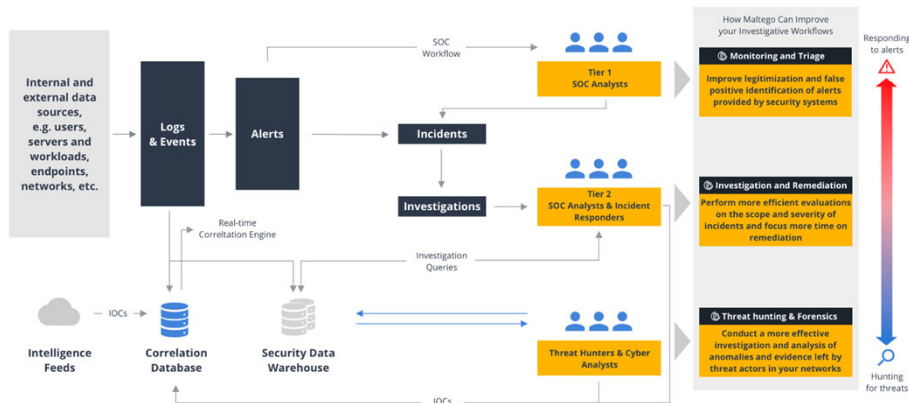 How Maltego Can Improve
your Investigative Workflows
Responding
to alerts
SOC
Workflow
Monitoring and Triage
Tier 1
SOC Analysts
Improve legitimization and false
positive identification of alerts
provided by security systems
Internal and
external data
sources,
e.g. users,
servers and
workloads,
endpoints,
networks, etc.
Logs
& Events
Alerts
Incidents
Investigations
Tier 2
SOC Analysts & Incident
Responders
Investigation and Remediation
Perform more efficient evaluations
on the scope and severity of
incidents and focus more time on
remediation
Real-time
Correltation Engine
Investigation
Queries
IOCs
Intelligence
Feeds
Correlation
Database
Security Data
Warehouse
Threat Hunters & Cyber
Analysts
Threat hunting & Forensics
Conduct a more effective
investigation and analysis of
anomalies and evidence left by
threat actors in your networks
Hunting
for threats
IOCs